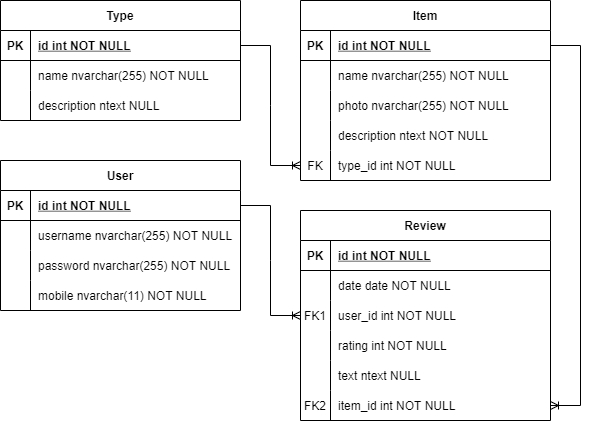 Type
PK id int NOT NULL
name nvarchar(255) NOT NULL
description ntext NULL
Item
PK id int NOT NULL
name nvarchar(255) NOT NULL
photo nvarchar(255) NOT NULL
description ntext NOT NULL
FK type_id int NOT NULL
User
PK id int NOT NULL
username nvarchar(255) NOT NULL
password nvarchar(255) NOT NULL
mobile nvarchar(11) NOT NULL
Review
PK id int NOT NULL
date date NOT NULL
FK1 user_id int NOT NULL
rating int NOT NULL
text ntext NULL
FK2 item_id int NOT NULL